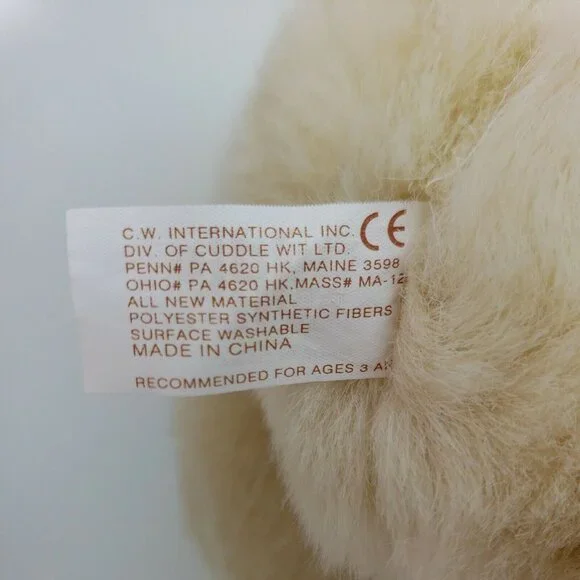 C.W. INTERNATIONAL INC. CE
DIV. OF CUDDLE WIT LTD.
PENN# PA 4620 HK, MAINE 3598
OHIO# PA 4620 HK,MASS# MA-12
ALL NEW MATERIAL
POLYESTER SYNTHETIC FIBERS
SURFACE WASHABLE
MADE IN CHINA
RECOMMENDED FOR AGES 3